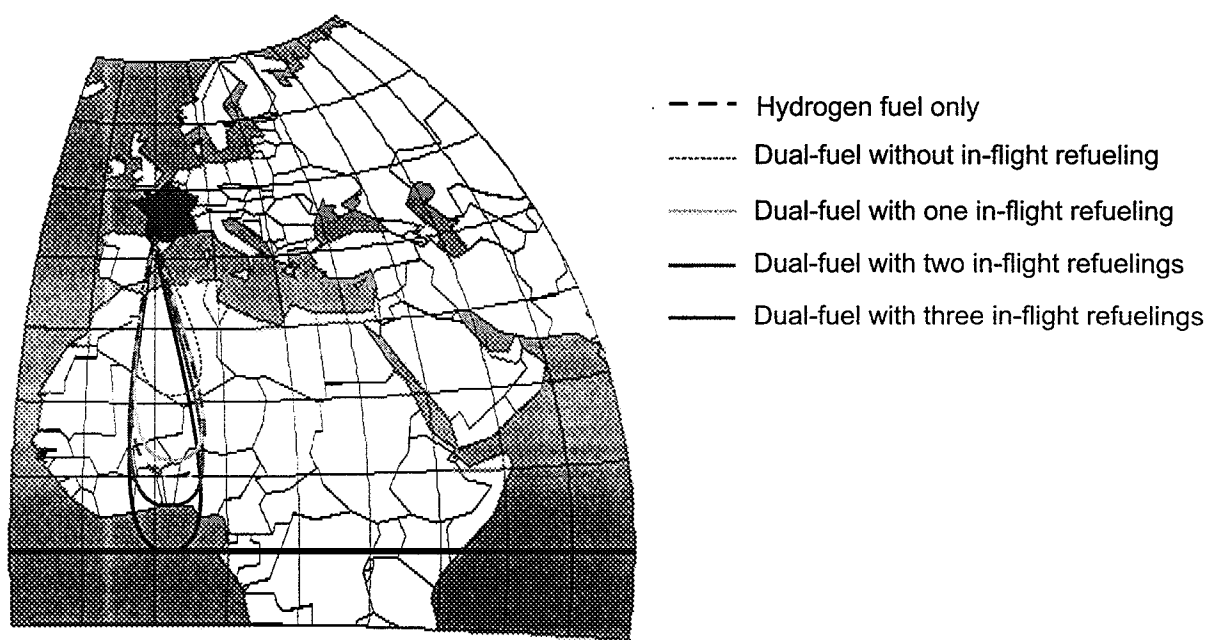 Hydrogen fuel only
Dual-fuel without in-flight refueling
Dual-fuel with one in-flight refueling
Dual-fuel with two in-flight refuelings
Dual-fuel with three in-flight refuelings